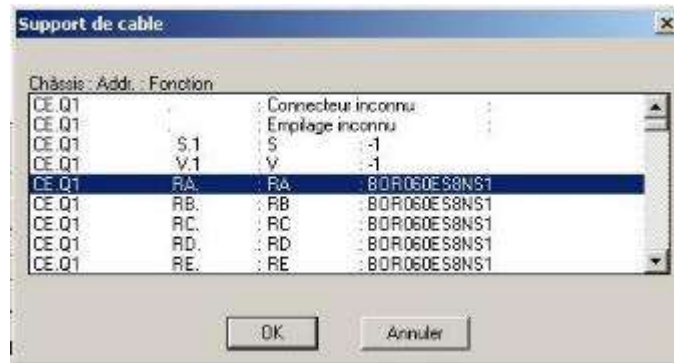 Support de cable
Châssis : Addr. : Fonction
CE.Q1 . : Connecteur inconnu :
CE.Q1 . : Empilage inconnu :
CE.Q1 S.1 : S : -1
CE.Q1 V.1 : V : -1
CE.Q1 RA. : RA : BOR060ES8NS1
CE.Q1 RB. : RB : BOR060ES8NS1
CE.Q1 RC. : RC : BOR060ES8NS1
CE.Q1 RD. : RD : BOR060ES8NS1
CE.Q1 RE. : RE : BOR060ES8NS1
OK Annuler